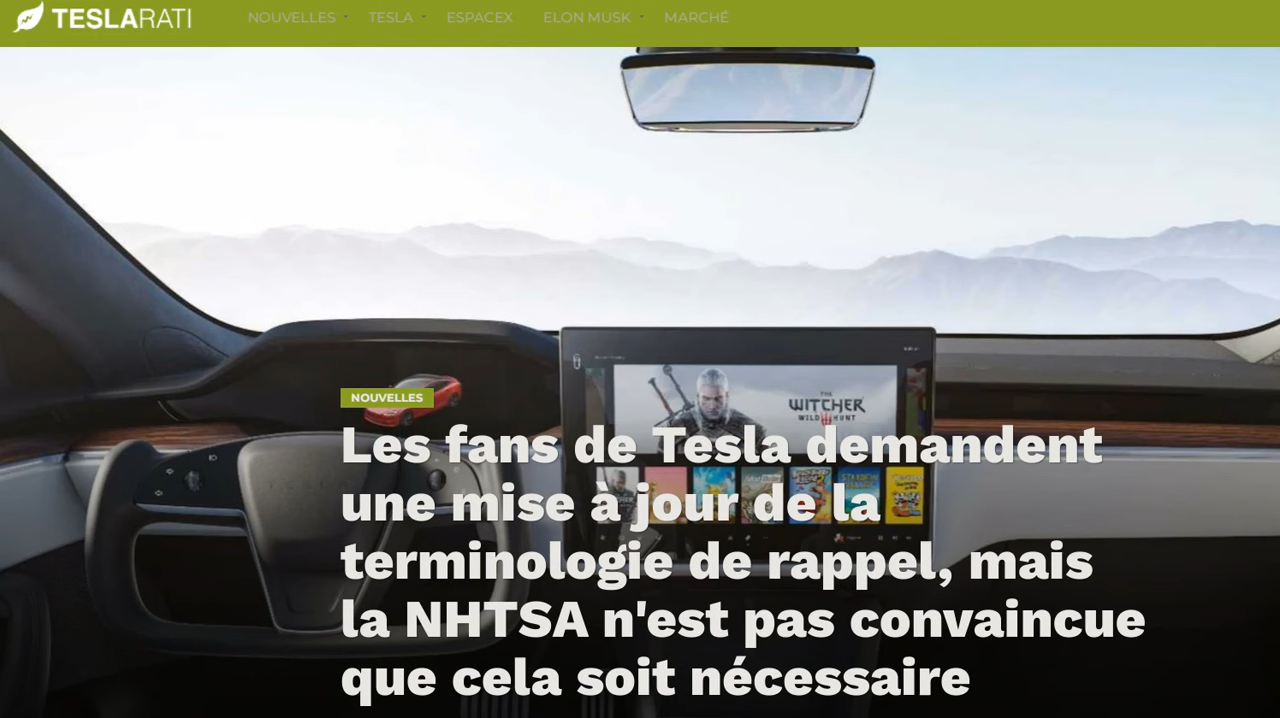 TESLARATI
NOUVELLES TESLA ESPACEX ELON MUSK MARCHÉ
THE
WITCHER
WILD HUNT
NOUVELLES
Les fans de Tesla demandent
une mise à jour de la
terminologie de rappel, mais
la NHTSA n'est pas convaincue
que cela soit nécessaire